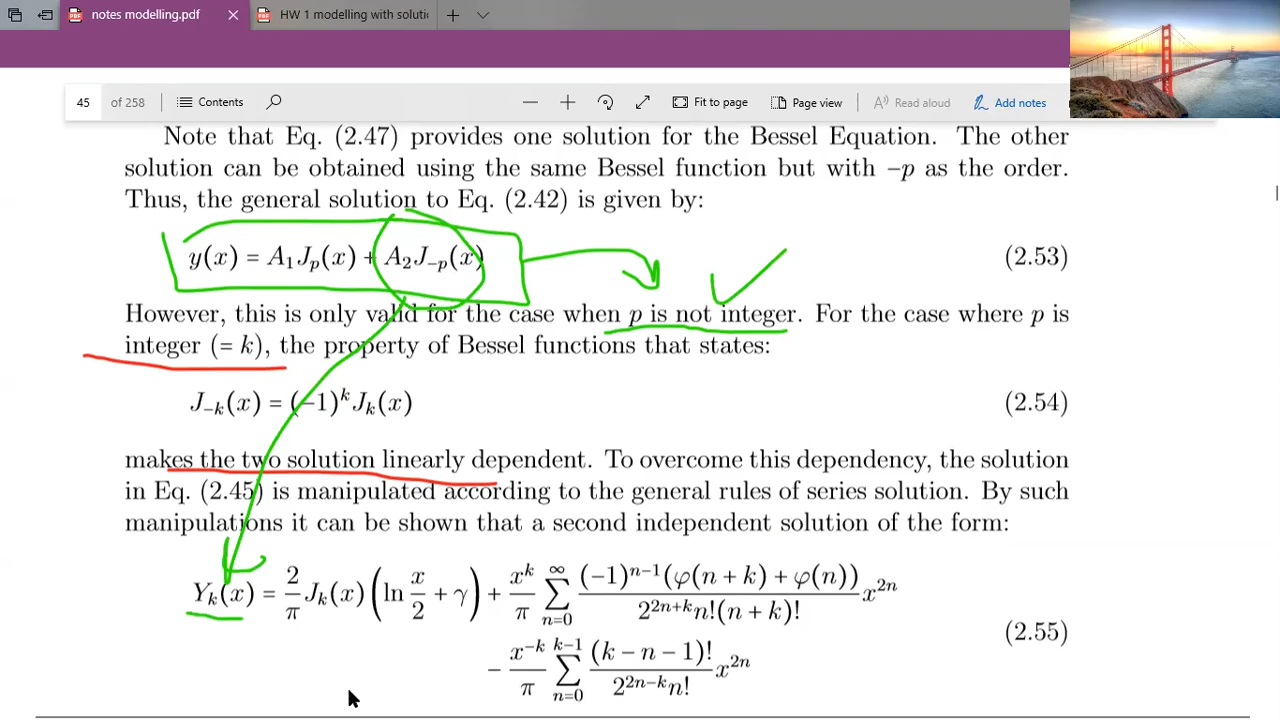 notes modelling.pdf
HW 1 modelling with soluti
45 of 258
Contents
Fit to page
Page view
Read aloud
Add notes
Note that Eq. (2.47) provides one solution for the Bessel Equation. The other
solution can be obtained using the same Bessel function but with −p as the order.
Thus, the general solution to Eq. (2.42) is given by:
y(x) = A₁Jₚ(x) + A₂J₋ₚ(x) (2.53)
However, this is only valid for the case when p is not integer. For the case where p is
integer (= k), the property of Bessel functions that states:
J₋ₖ(x) = (−1)ᵏJₖ(x) (2.54)
makes the two solution linearly dependent. To overcome this dependency, the solution
in Eq. (2.45) is manipulated according to the general rules of series solution. By such
manipulations it can be shown that a second independent solution of the form:
Yₖ(x) = 2/π Jₖ(x) (ln x/2 + γ) + xᵏ/π ∑_{n=0}^{∞} (−1)ⁿ⁻¹(φ(n + k) + φ(n))/(2²ⁿ⁺ᵏn!(n + k)!) x²ⁿ
− x⁻ᵏ/π ∑_{n=0}^{k−1} (k − n − 1)!/(2²ⁿ⁻ᵏn!) x²ⁿ (2.55)